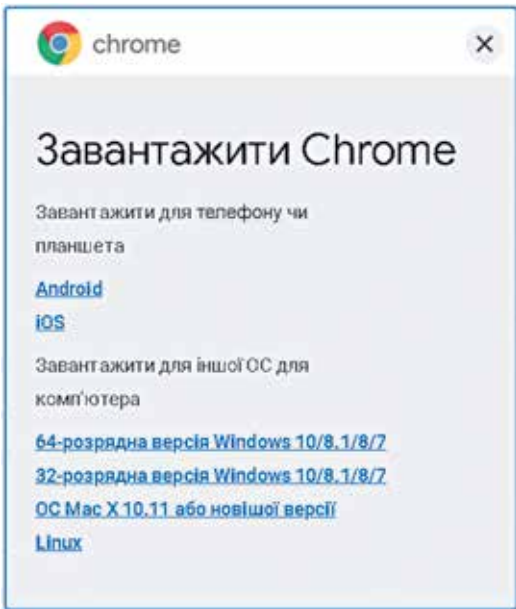 chrome
Завантажити Chrome
Завантажити для телефону чи
планшета
Android
iOS
Завантажити для іншої ОС для
комп'ютера
64-розрядна версія Windows 10/8.1/8/7
32-розрядна версія Windows 10/8.1/8/7
ОС Mac X 10.11 або новішої версії
Linux